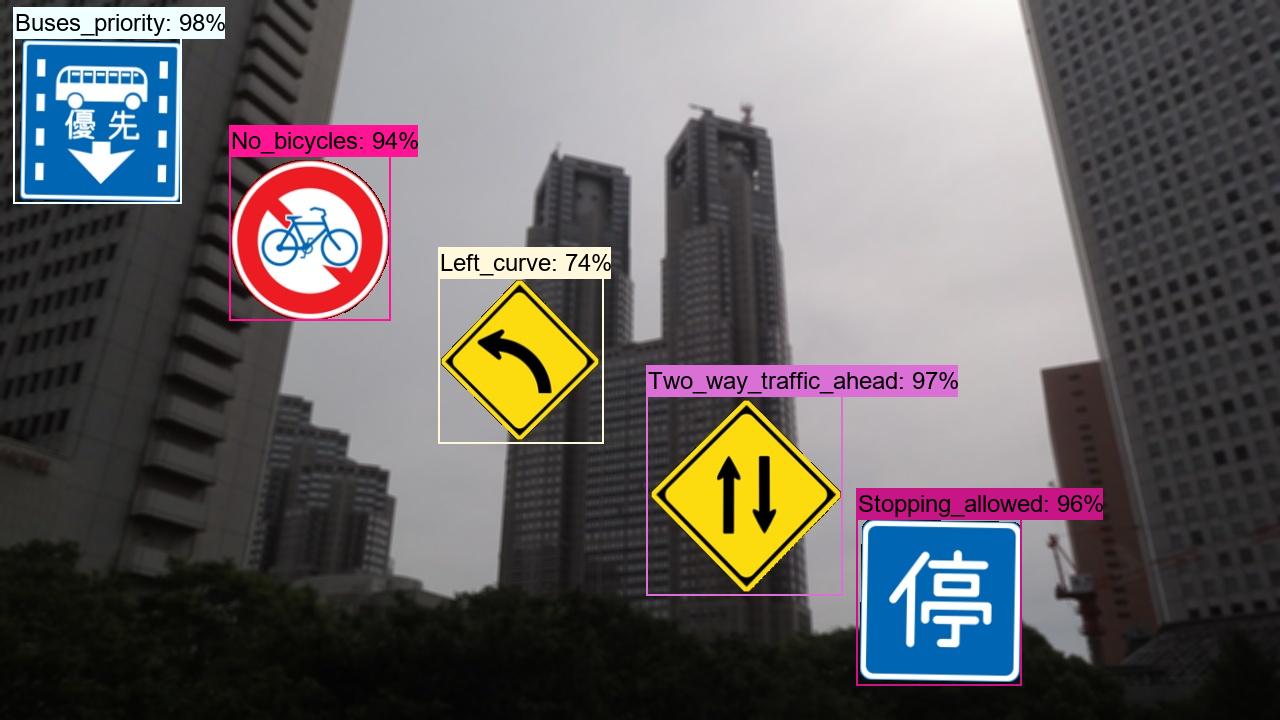 Buses_priority: 98%
優先
No_bicycles: 94%
Left_curve: 74%
Two_way_traffic_ahead: 97%
Stopping_allowed: 96%
停